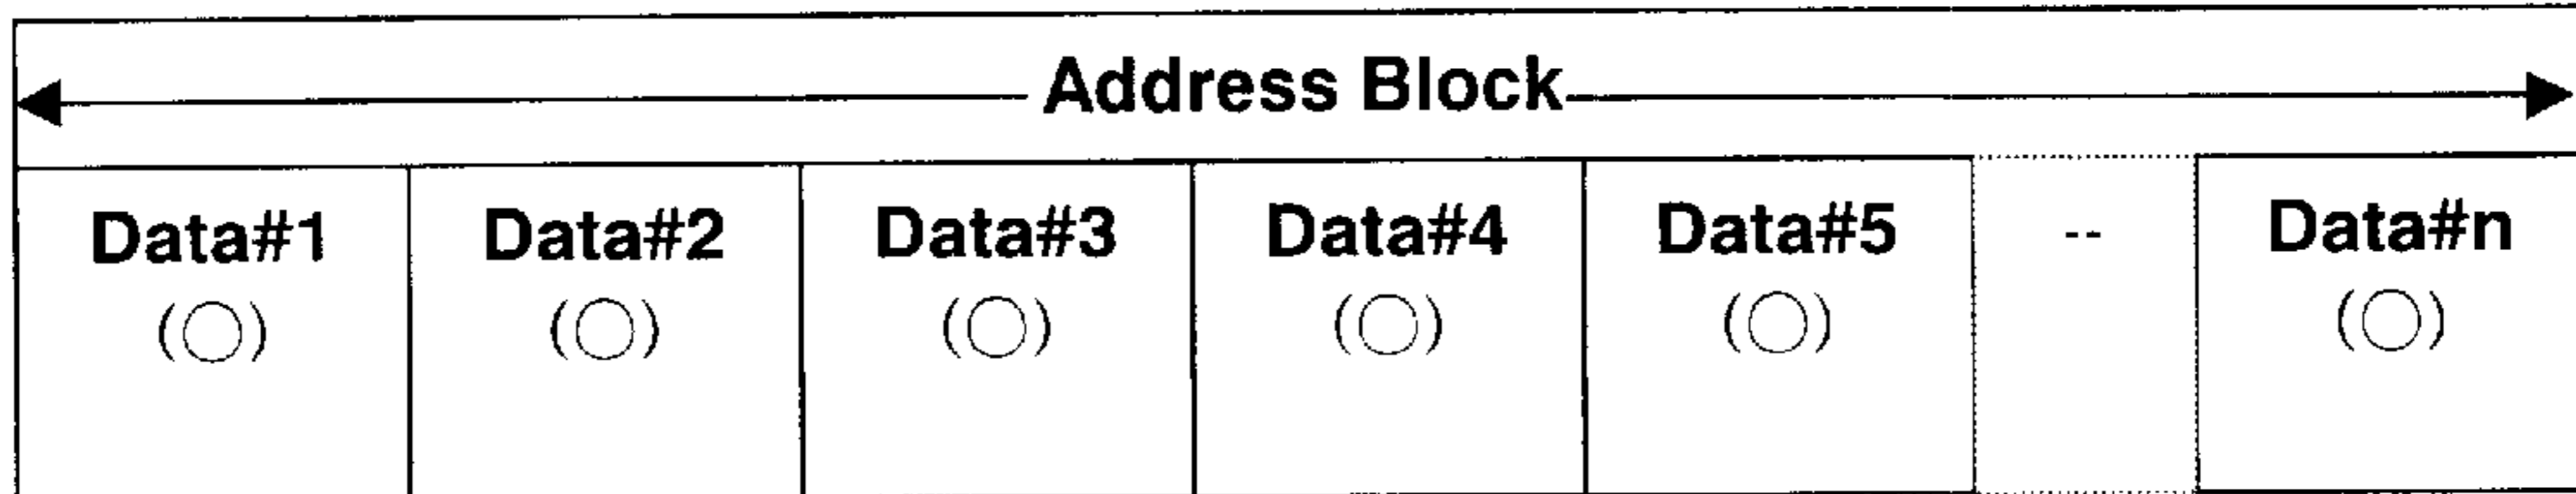 Address Block
Data#1 Data#2 Data#3 Data#4 Data#5 -- Data#n
(○) (○) (○) (○) (○) (○)